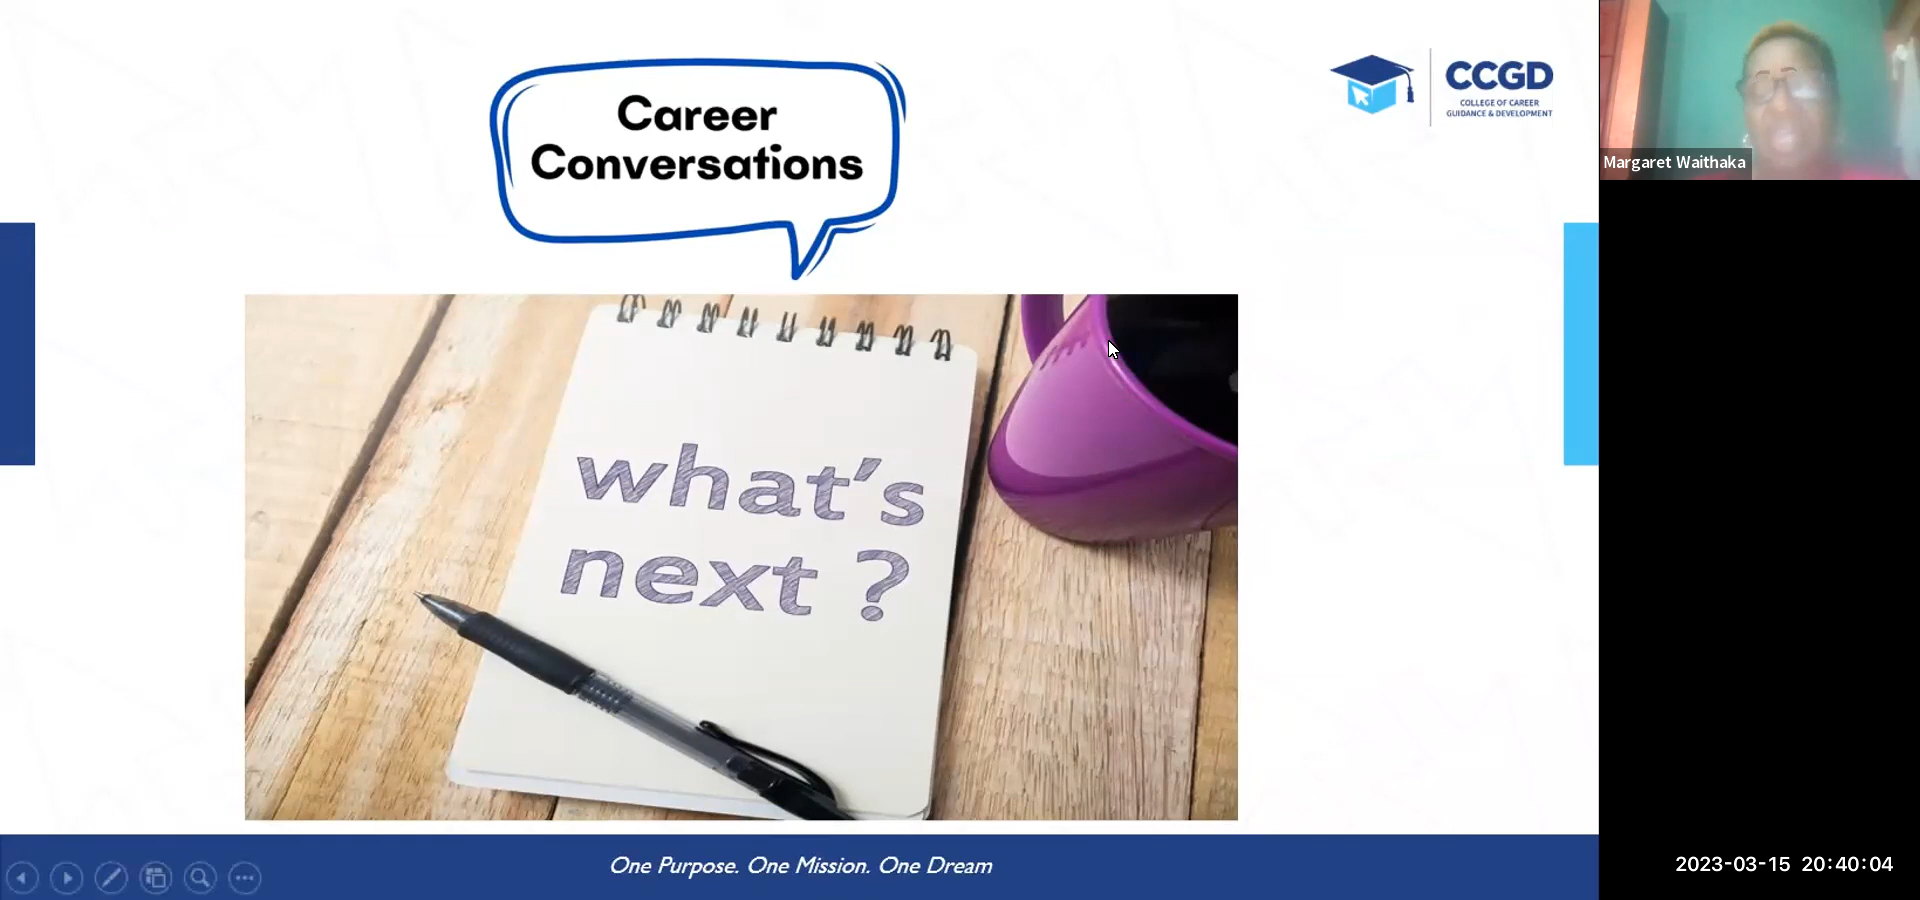 Career
Conversations
CCGD
COLLEGE OF CAREER
GUIDANCE & DEVELOPMENT
Margaret Waithaka
what's
next ?
One Purpose. One Mission. One Dream
2023-03-15 20:40:04